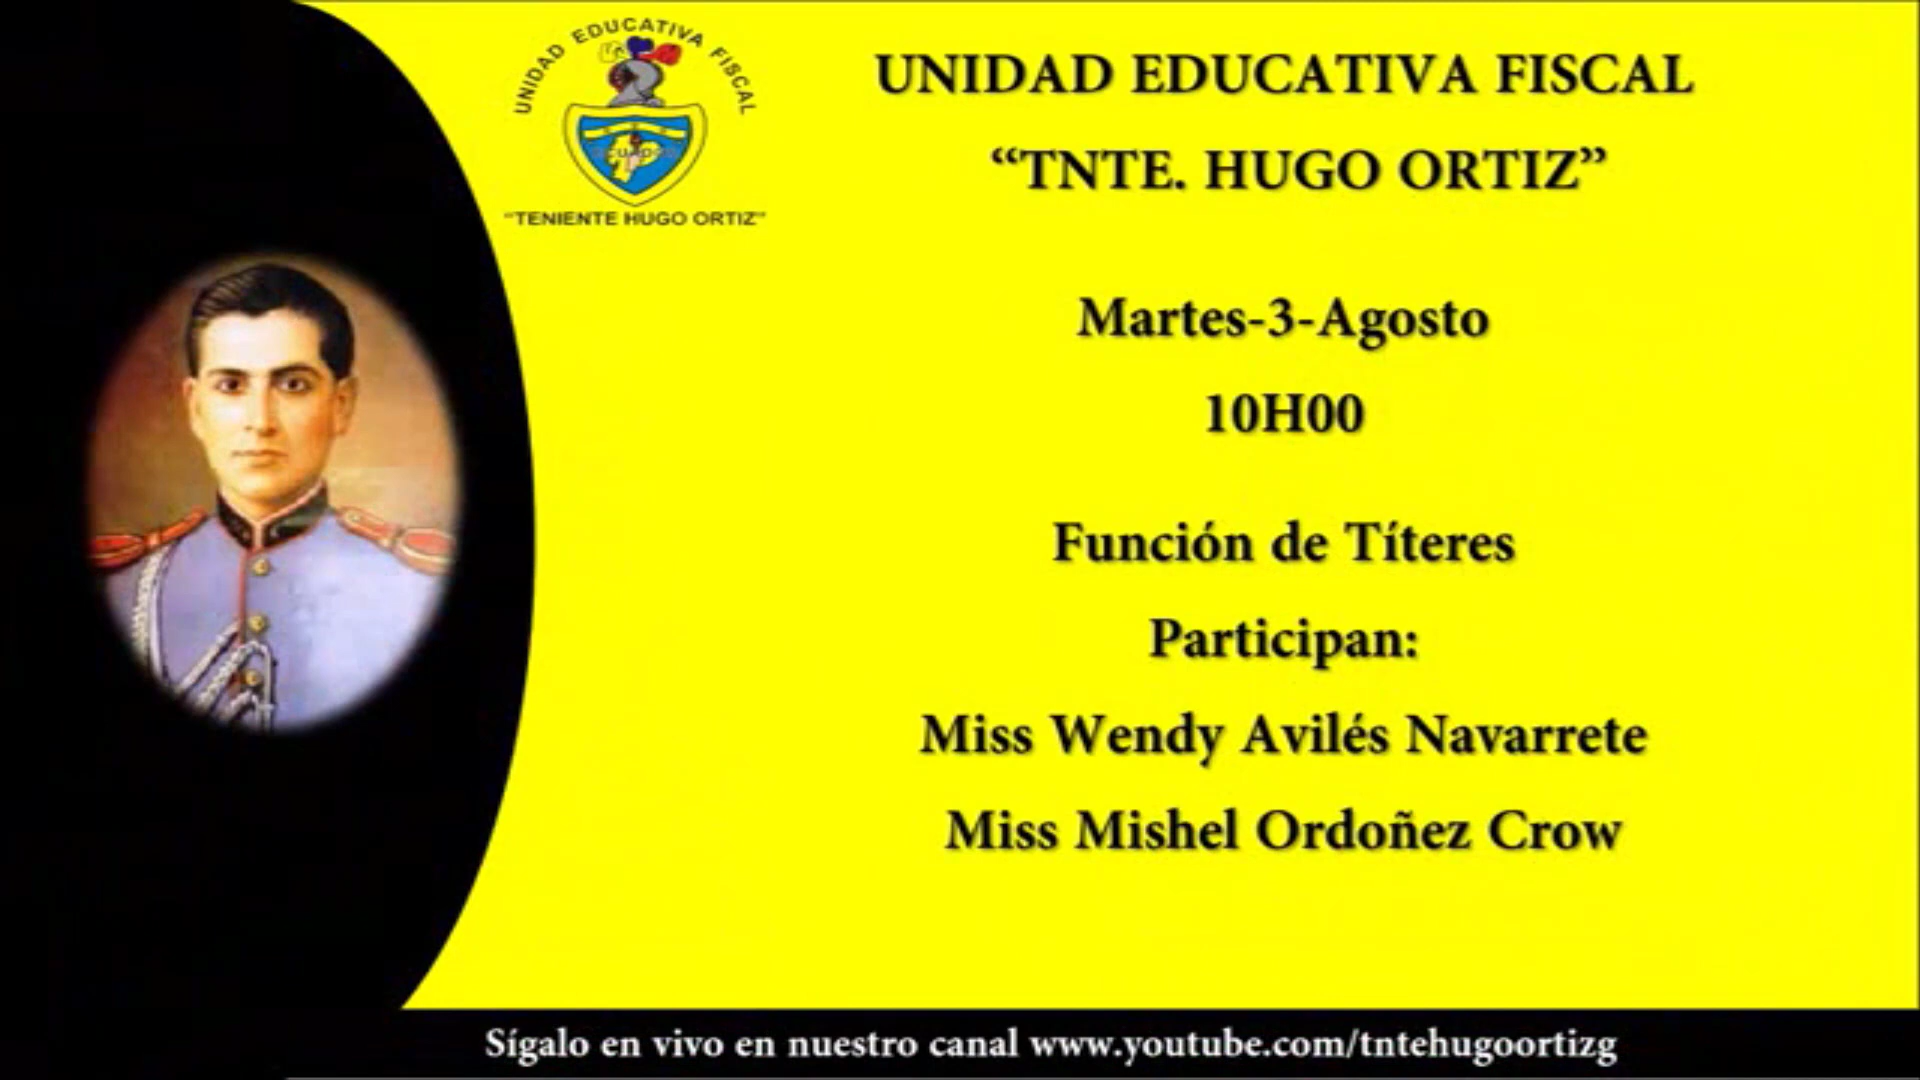 UNIDAD EDUCATIVA FISCAL
ECUADOR
"TENIENTE HUGO ORTIZ"
UNIDAD EDUCATIVA FISCAL
“TNTE. HUGO ORTIZ”
Martes-3-Agosto
10H00
Función de Títeres
Participan:
Miss Wendy Avilés Navarrete
Miss Mishel Ordoñez Crow
Sígalo en vivo en nuestro canal www.youtube.com/tntehugoortizg